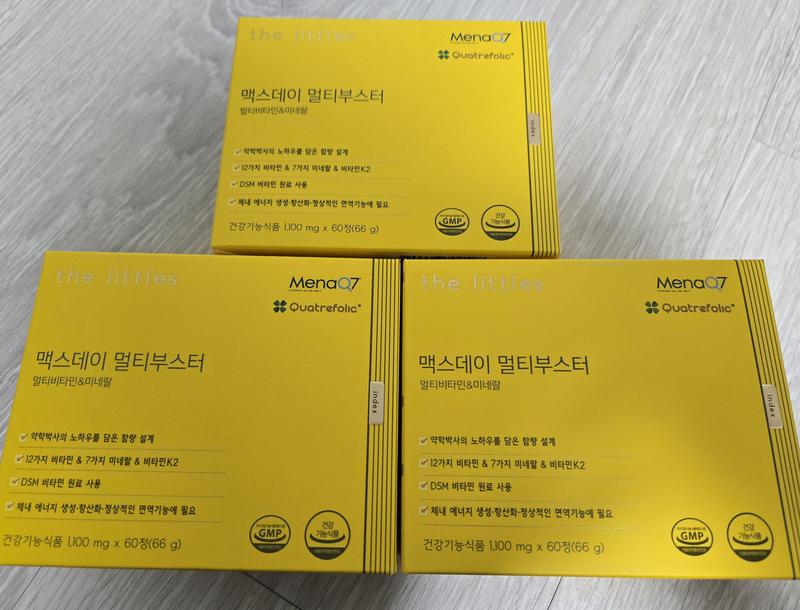 the littles
MenaQ7
Quatrefolic®
맥스데이 멀티부스터
멀티비타민&미네랄
index
약학박사의 노하우를 담은 함량 설계
12가지 비타민 & 7가지 미네랄 & 비타민K2
DSM 비타민 원료 사용
체내 에너지 생성·항산화·정상적인 면역기능에 필요
건강기능식품 1,100 mg x 60정(66 g)
GMP
건강
기능식품
the littles
MenaQ7
Quatrefolic®
맥스데이 멀티부스터
멀티비타민&미네랄
index
약학박사의 노하우를 담은 함량 설계
12가지 비타민 & 7가지 미네랄 & 비타민K2
DSM 비타민 원료 사용
체내 에너지 생성·항산화·정상적인 면역기능에 필요
건강기능식품 1,100 mg x 60정(66 g)
GMP
건강
기능식품
the littles
MenaQ7
Quatrefolic®
맥스데이 멀티부스터
멀티비타민&미네랄
index
약학박사의 노하우를 담은 함량 설계
12가지 비타민 & 7가지 미네랄 & 비타민K2
DSM 비타민 원료 사용
체내 에너지 생성·항산화·정상적인 면역기능에 필요
건강기능식품 1,100 mg x 60정(66 g)
GMP
건강
기능식품